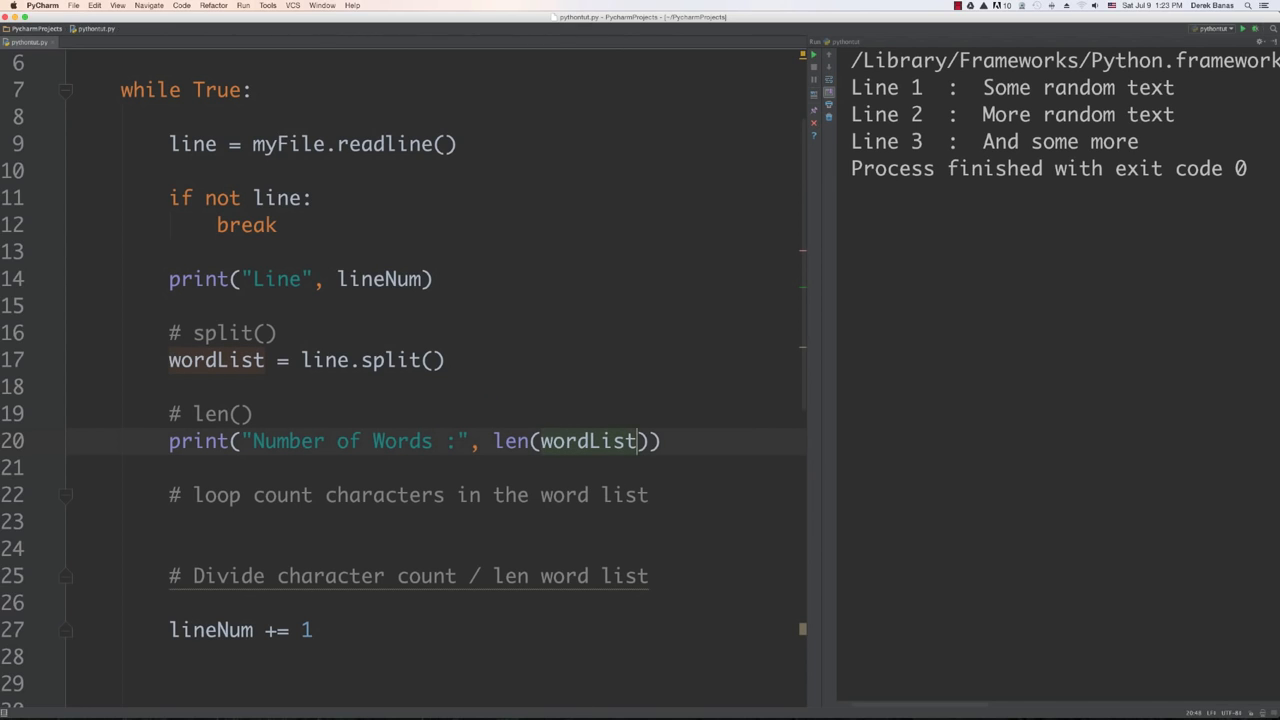 PyCharm File Edit View Navigate Code Refactor Run Tools VCS Window Help
10 Sat Jul 9 1:23 PM Derek Banas
pythontut.py - PycharmProjects - [~/PycharmProjects]
PycharmProjects pythontut.py
pythontut
pythontut.py
Run pythontut
6
7 while True:
8
9 line = myFile.readline()
10
11 if not line:
12 break
13
14 print("Line", lineNum)
15
16 # split()
17 wordList = line.split()
18
19 # len()
20 print("Number of Words :", len(wordList))
21
22 # loop count characters in the word list
23
24
25 # Divide character count / len word list
26
27 lineNum += 1
28
29
/Library/Frameworks/Python.framework
Line 1 : Some random text
Line 2 : More random text
Line 3 : And some more
Process finished with exit code 0
20:48 LF÷ UTF-8÷